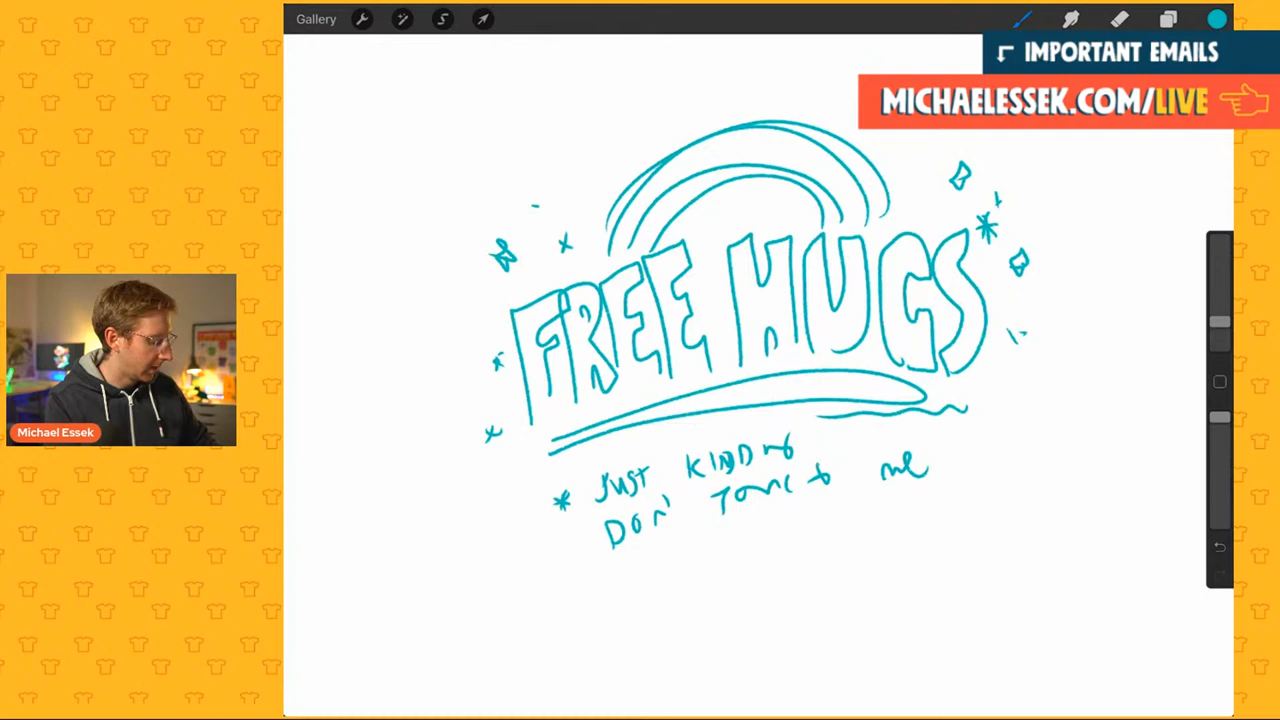 Gallery
IMPORTANT EMAILS
MICHAELESSEK.COM/LIVE
FREE HUGS*
* JUST KIDDING
DON'T TOUCH me
Michael Essek